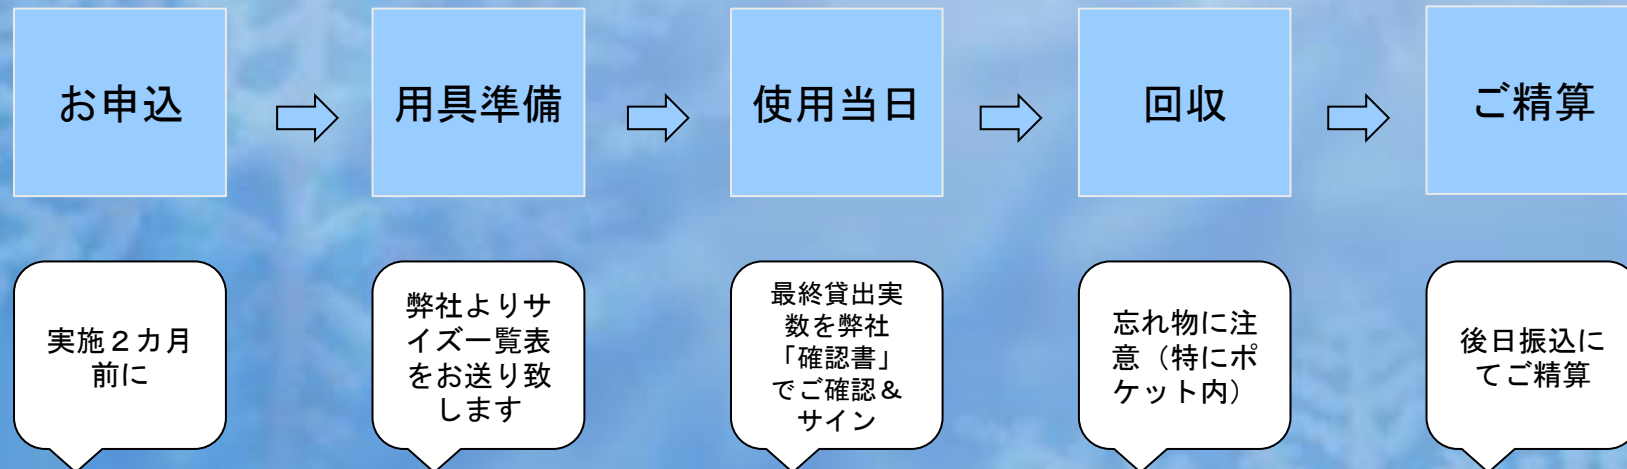 お申込
用具準備
使用当日
回収
ご精算
実施２カ月
前に
弊社よりサ
イズ一覧表
をお送り致
します
最終貸出実
数を弊社
「確認書」
でご確認＆
サイン
忘れ物に注
意（特にポ
ケット内）
後日振込に
てご精算